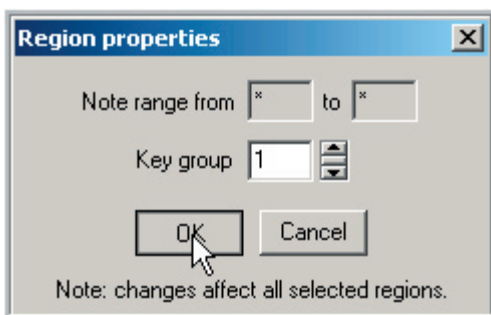 Region properties
Note range from * to *
Key group 1
OK Cancel
Note: changes affect all selected regions.